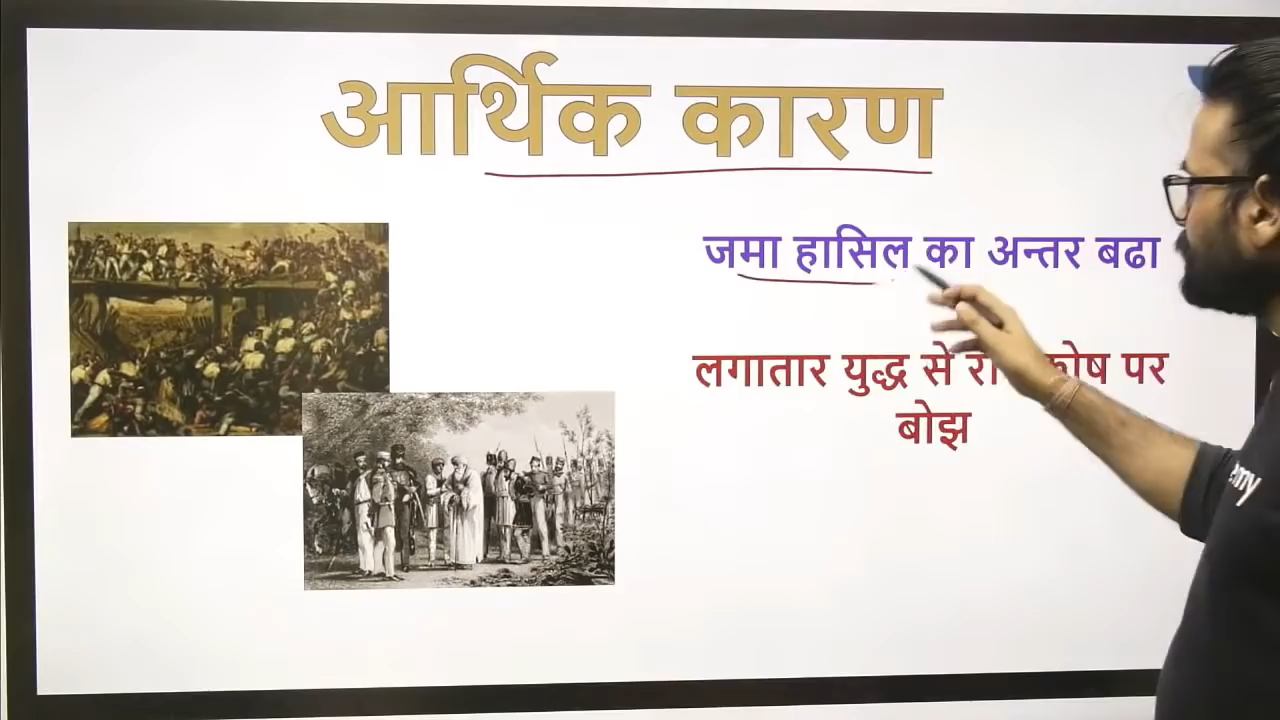 आर्थिक कारण
जमा हासिल का अन्तर बढा
लगातार युद्ध से पर
बोझ